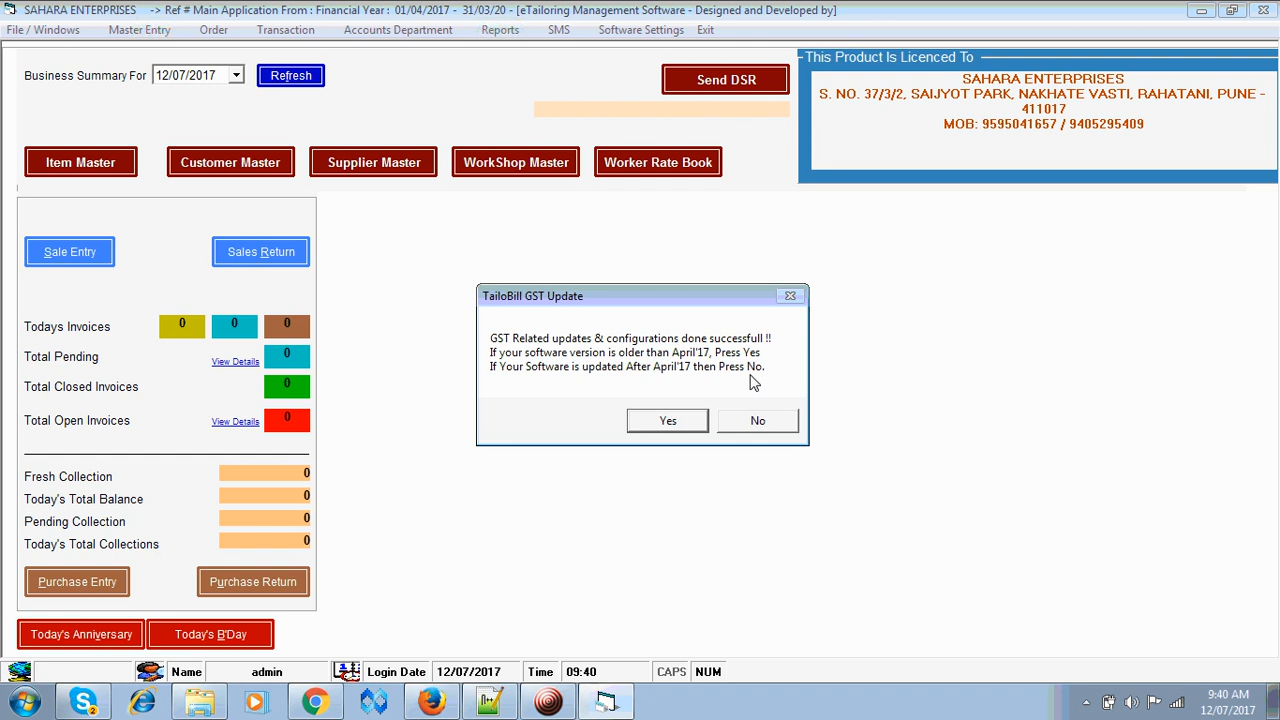 SAHARA ENTERPRISES -> Ref # Main Application From : Financial Year : 01/04/2017 - 31/03/20 - [eTailoring Management Software - Designed and Developed by]
File / Windows Master Entry Order Transaction Accounts Department Reports SMS Software Settings Exit
Business Summary For 12/07/2017 Refresh
Send DSR
This Product Is Licenced To
SAHARA ENTERPRISES
S. NO. 37/3/2, SAIJYOT PARK, NAKHATE VASTI, RAHATANI, PUNE -
411017
MOB: 9595041657 / 9405295409
Item Master Customer Master Supplier Master WorkShop Master Worker Rate Book
Sale Entry Sales Return
Todays Invoices 0 0 0
Total Pending View Details 0
Total Closed Invoices 0
Total Open Invoices View Details 0
Fresh Collection 0
Today's Total Balance 0
Pending Collection 0
Today's Total Collections 0
Purchase Entry Purchase Return
Today's Anniversary Today's B'Day
TailoBill GST Update
GST Related updates & configurations done successfull !!
If your software version is older than April'17, Press Yes
If Your Software is updated After April'17 then Press No.
Yes No
Name admin Login Date 12/07/2017 Time 09:40 CAPS NUM
2
9:40 AM
12/07/2017